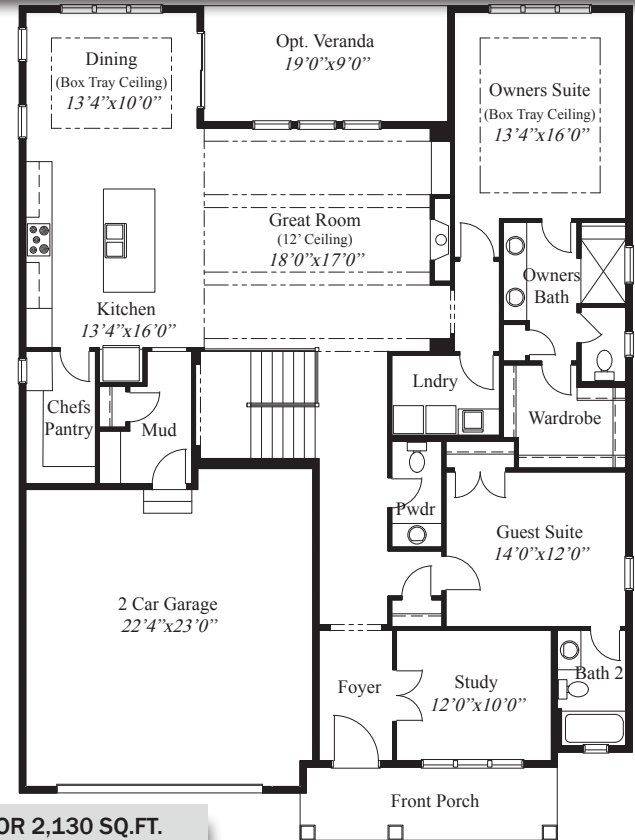 Dining
(Box Tray Ceiling)
13'4"x10'0"
Opt. Veranda
19'0"x9'0"
Owners Suite
(Box Tray Ceiling)
13'4"x16'0"
Great Room
(12' Ceiling)
18'0"x17'0"
Owners
Bath
Kitchen
13'4"x16'0"
Chefs
Pantry
Mud
Lndry
Wardrobe
Pwdr
Guest Suite
14'0"x12'0"
2 Car Garage
22'4"x23'0"
Foyer
Study
12'0"x10'0"
Bath 2
Front Porch
OR 2,130 SQ.FT.